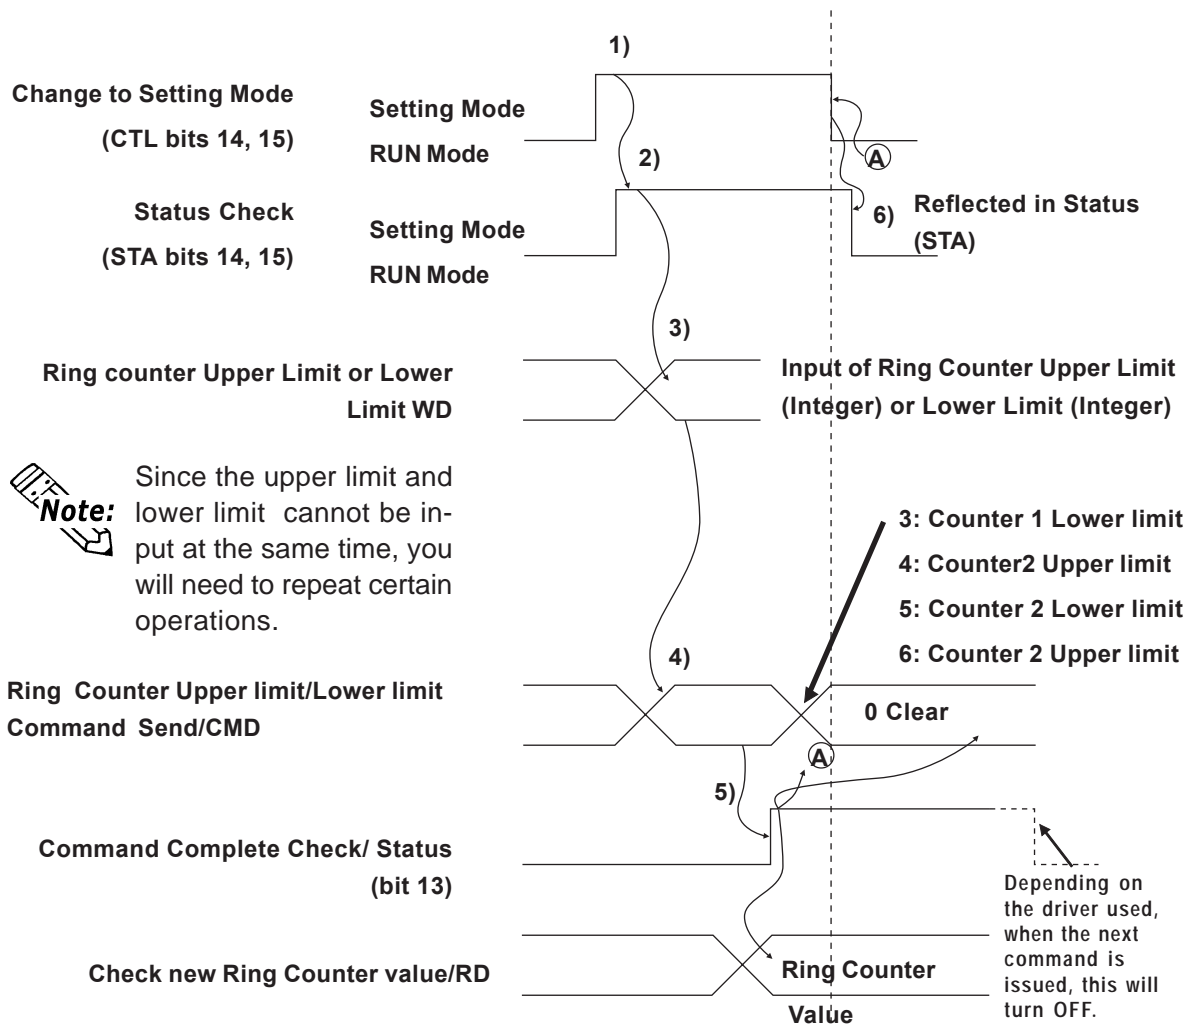 1)
Change to Setting Mode
(CTL bits 14, 15)
Setting Mode
RUN Mode
A
2)
Status Check
(STA bits 14, 15)
Setting Mode
RUN Mode
6)
Reflected in Status
(STA)
3)
Ring counter Upper Limit or Lower
Limit WD
Input of Ring Counter Upper Limit
(Integer) or Lower Limit (Integer)
Note:
Since the upper limit and
lower limit cannot be in-
put at the same time, you
will need to repeat certain
operations.
3: Counter 1 Lower limit
4: Counter2 Upper limit
5: Counter 2 Lower limit
6: Counter 2 Upper limit
4)
Ring Counter Upper limit/Lower limit
Command Send/CMD
0 Clear
A
5)
Command Complete Check/ Status
(bit 13)
Depending on
the driver used,
when the next
command is
issued, this will
turn OFF.
Check new Ring Counter value/RD
Ring Counter
Value